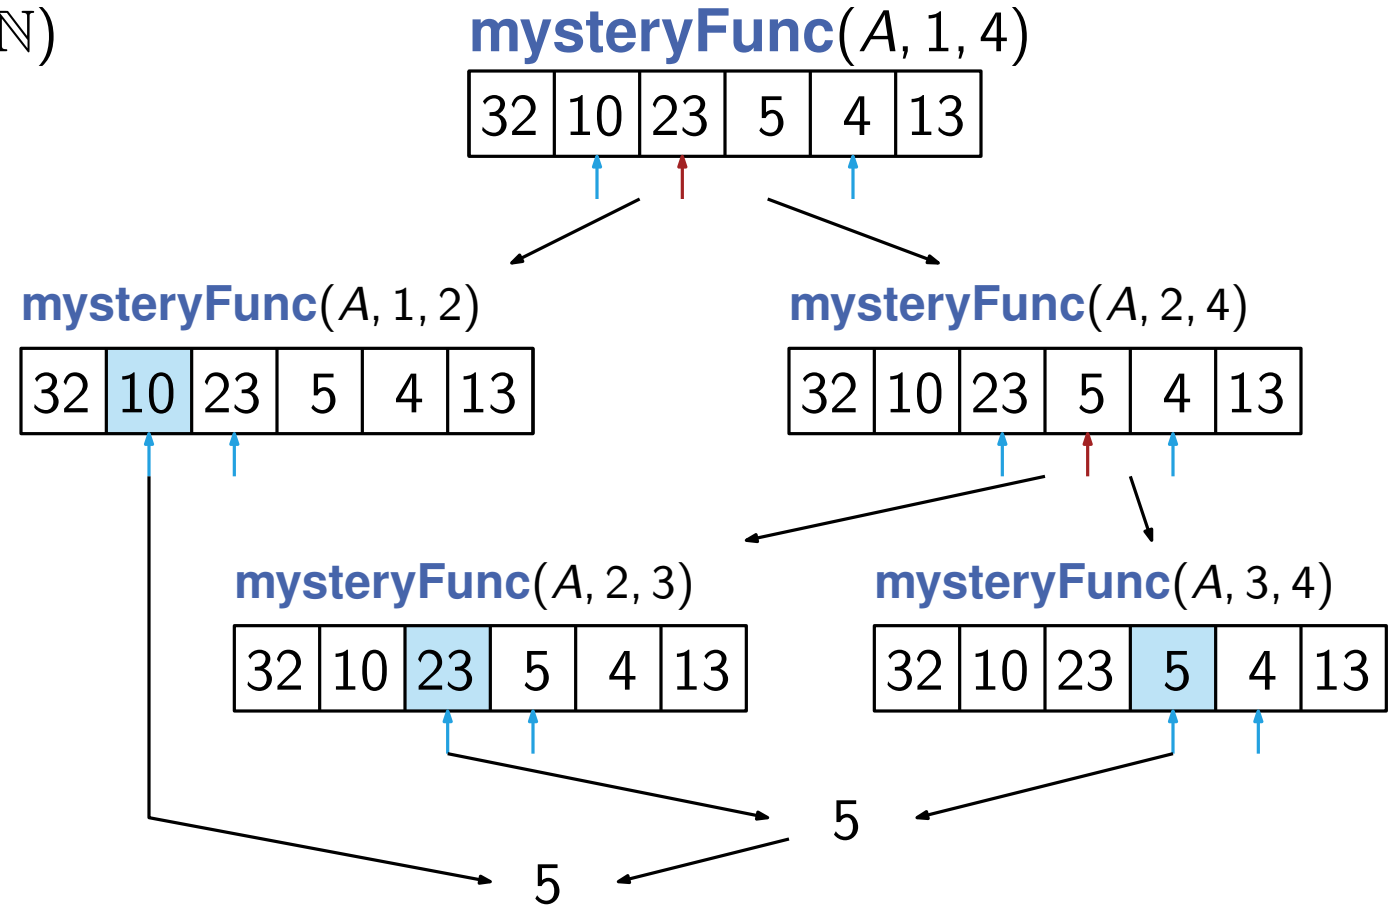 ℕ)
mysteryFunc(A, 1, 4)
32 10 23 5 4 13
mysteryFunc(A, 1, 2)
mysteryFunc(A, 2, 4)
32 10 23 5 4 13
32 10 23 5 4 13
mysteryFunc(A, 2, 3)
mysteryFunc(A, 3, 4)
32 10 23 5 4 13
32 10 23 5 4 13
5
5